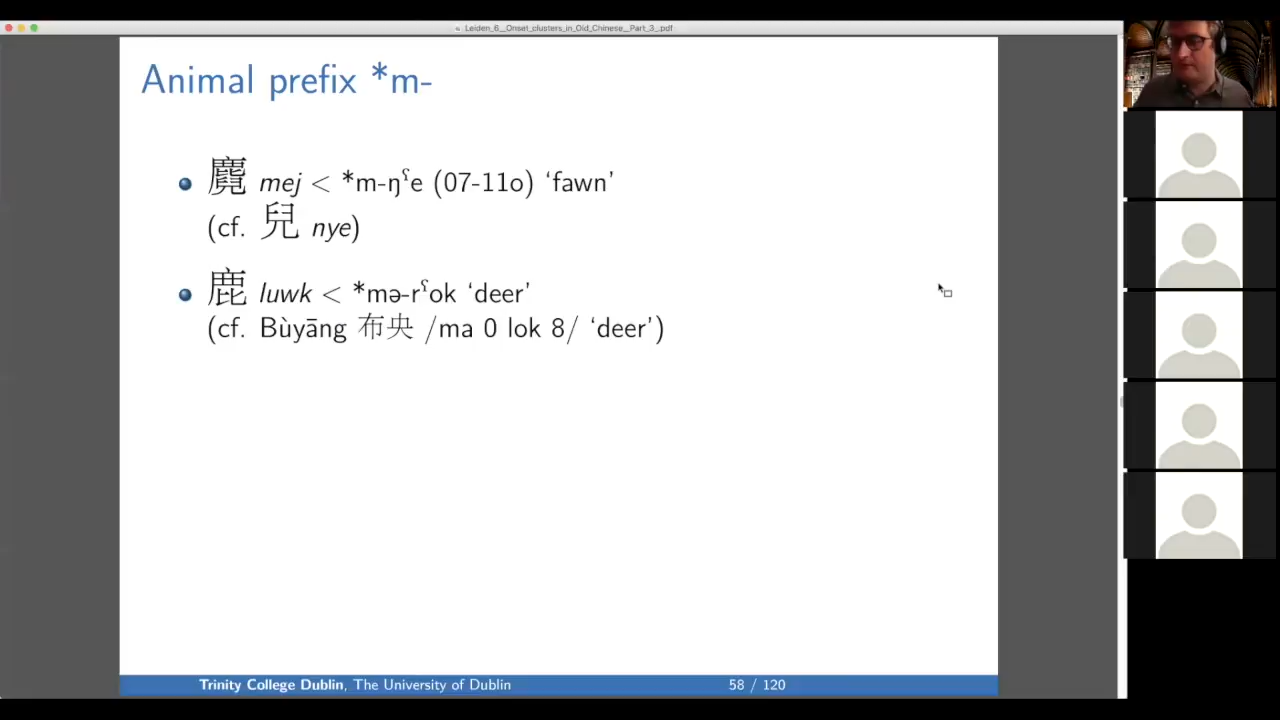 Leiden_6__Onset_clusters_in_Old_Chinese__Part_3_.pdf
Animal prefix *m-
麑 mej < *m-ŋˤe (07-11o) ‘fawn’
(cf. 兒 nye)
鹿 luwk < *mə-rˤok ‘deer’
(cf. Bùyāng 布央 /ma 0 lok 8/ ‘deer’)
Trinity College Dublin, The University of Dublin
58 / 120